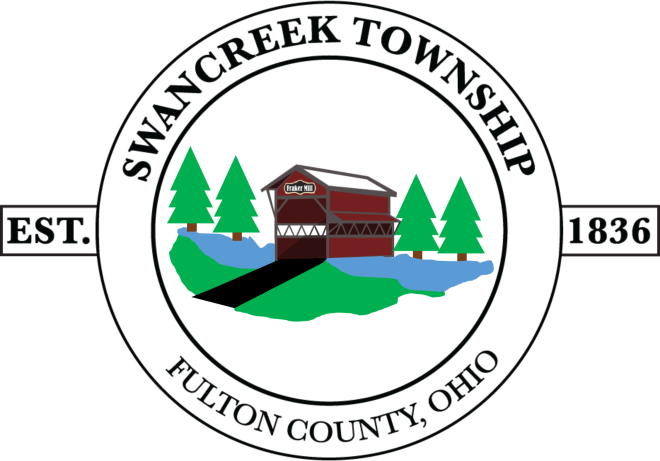 SWANCREEK TOWNSHIP
EST.
1836
Fraker Mill
FULTON COUNTY, OHIO